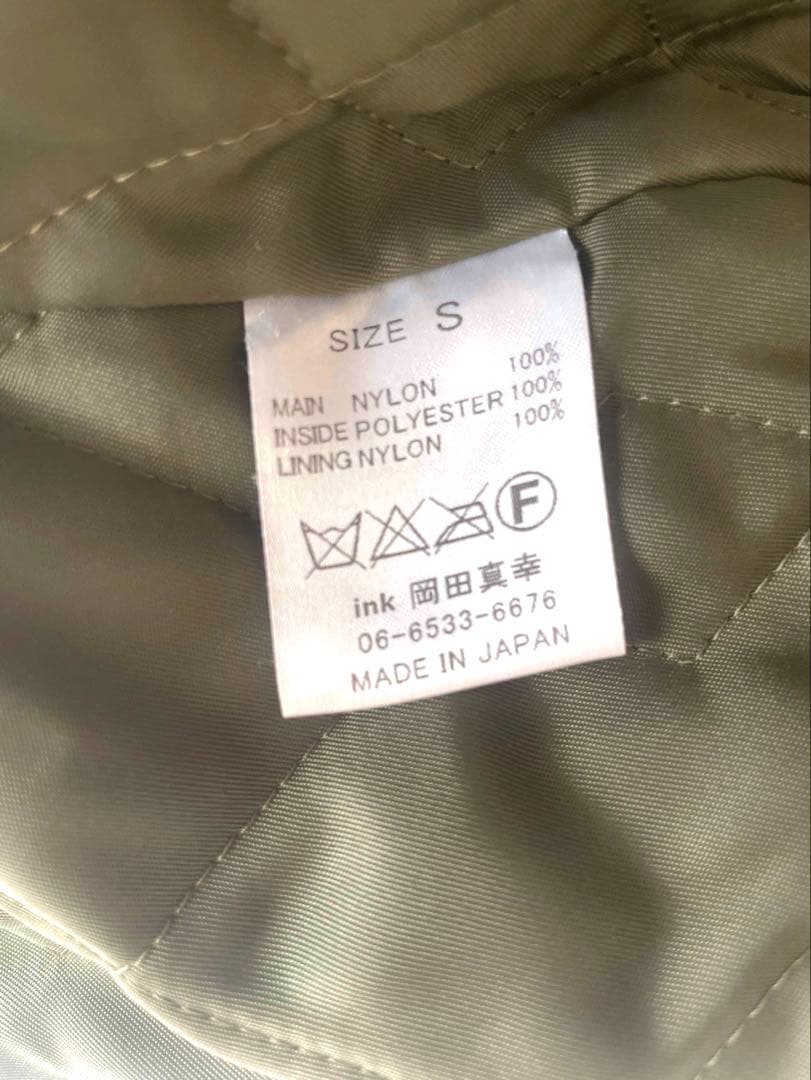 SIZE S
MAIN NYLON 100%
INSIDE POLYESTER 100%
LINING NYLON 100%
F
ink 岡田真幸
06-6533-6676
MADE IN JAPAN